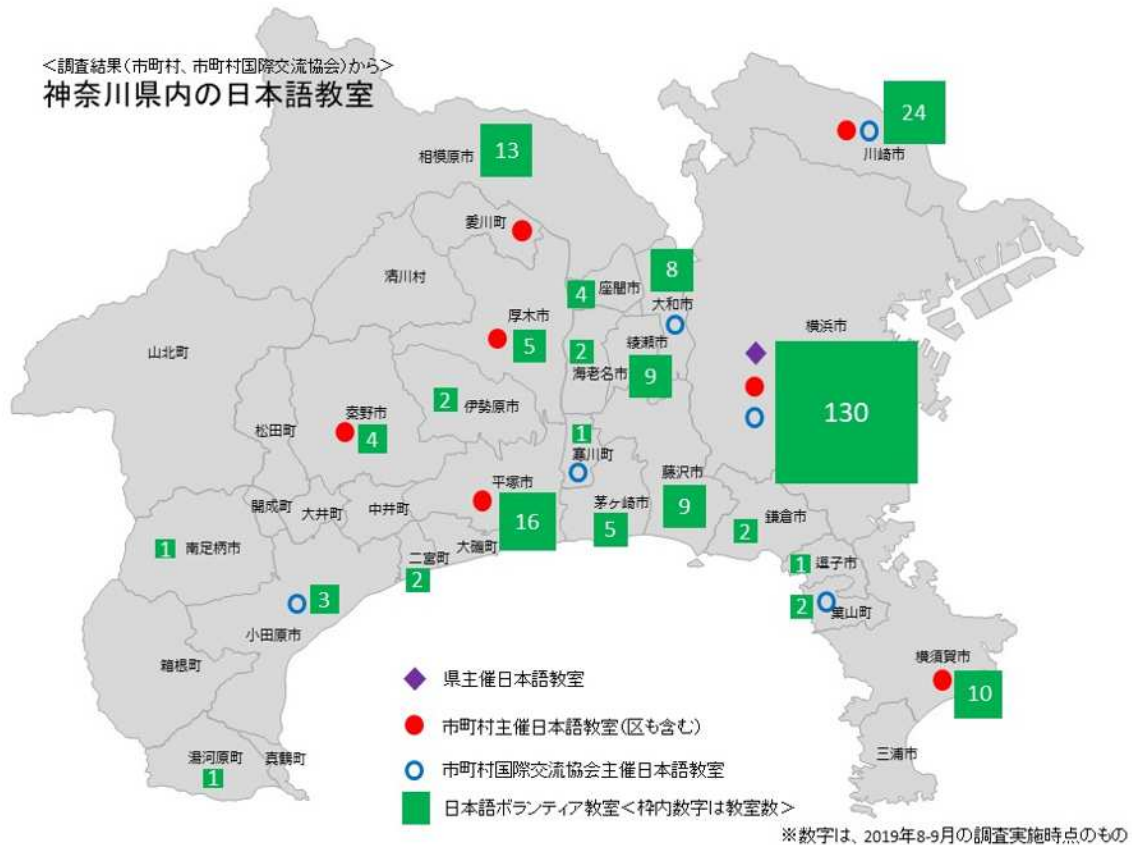 <調査結果(市町村、市町村国際交流協会)から>
神奈川県内の日本語教室
24
川崎市
13
相模原市
愛川町
清川村
8
座間市
4
大和市
厚木市
5
横浜市
山北町
綾瀬市
2
海老名市
9
130
2
伊勢原市
秦野市
4
松田町
1
寒川町
藤沢市
9
平塚市
16
茅ヶ崎市
5
鎌倉市
2
開成町
大井町
中井町
大磯町
二宮町
2
1
南足柄市
1
逗子市
3
小田原市
2
葉山町
箱根町
横須賀市
10
三浦市
湯河原町
1
真鶴町
県主催日本語教室
市町村主催日本語教室(区も含む)
市町村国際交流協会主催日本語教室
日本語ボランティア教室<枠内数字は教室数>
※数字は、2019年8-9月の調査実施時点のもの